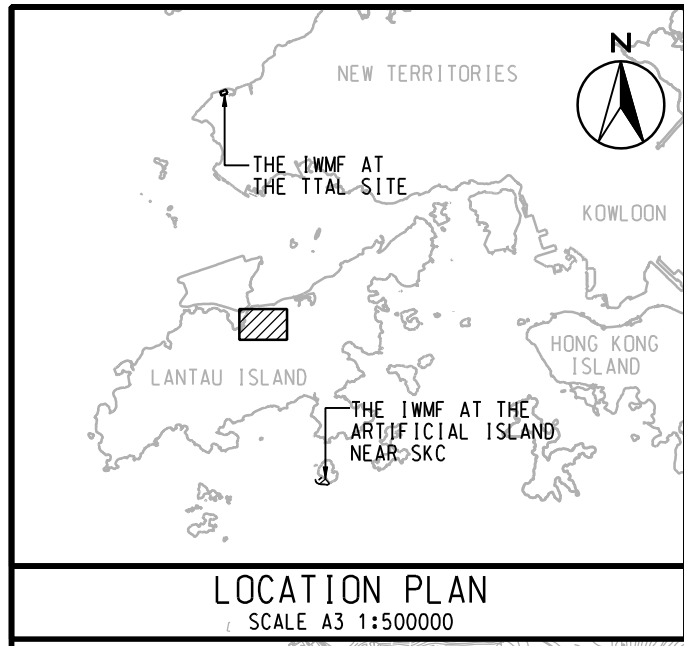 N
NEW TERRITORIES
THE IWMF AT
THE TTAL SITE
KOWLOON
HONG KONG
ISLAND
LANTAU ISLAND
THE IWMF AT THE
ARTIFICIAL ISLAND
NEAR SKC
LOCATION PLAN
SCALE A3 1:500000